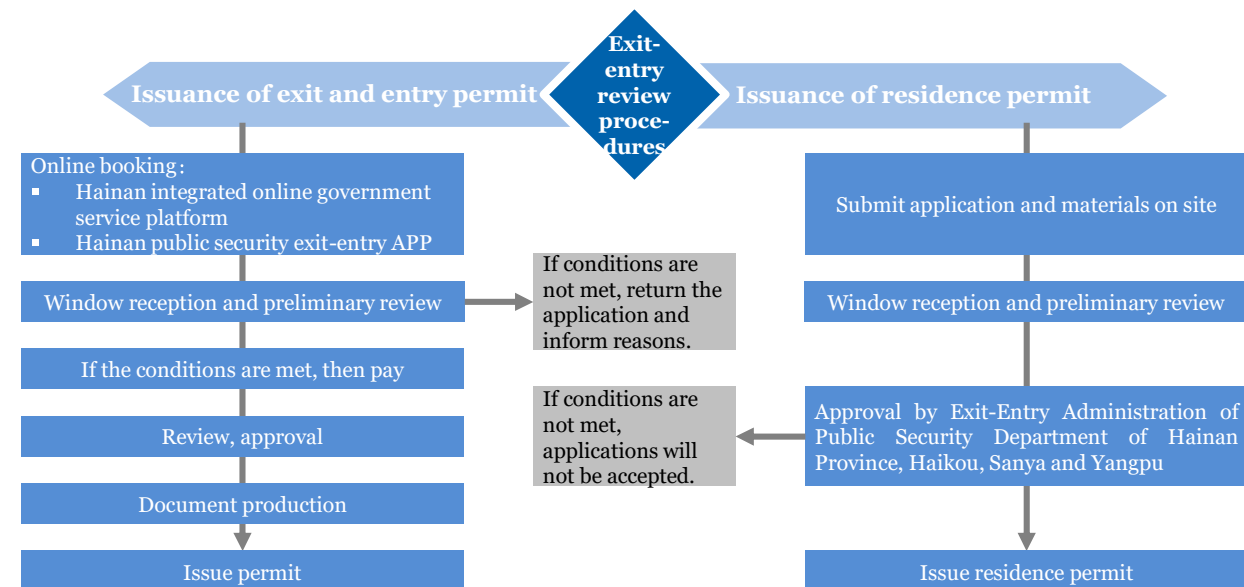 Exit-
entry
review
proce-
dures
Issuance of exit and entry permit
Issuance of residence permit
Online booking：
▪ Hainan integrated online government
service platform
▪ Hainan public security exit-entry APP
Window reception and preliminary review
If the conditions are met, then pay
Review, approval
Document production
Issue permit
If conditions are
not met, return the
application and
inform reasons.
If conditions are
not met,
applications will
not be accepted.
Submit application and materials on site
Window reception and preliminary review
Approval by Exit-Entry Administration of
Public Security Department of Hainan
Province, Haikou, Sanya and Yangpu
Issue residence permit